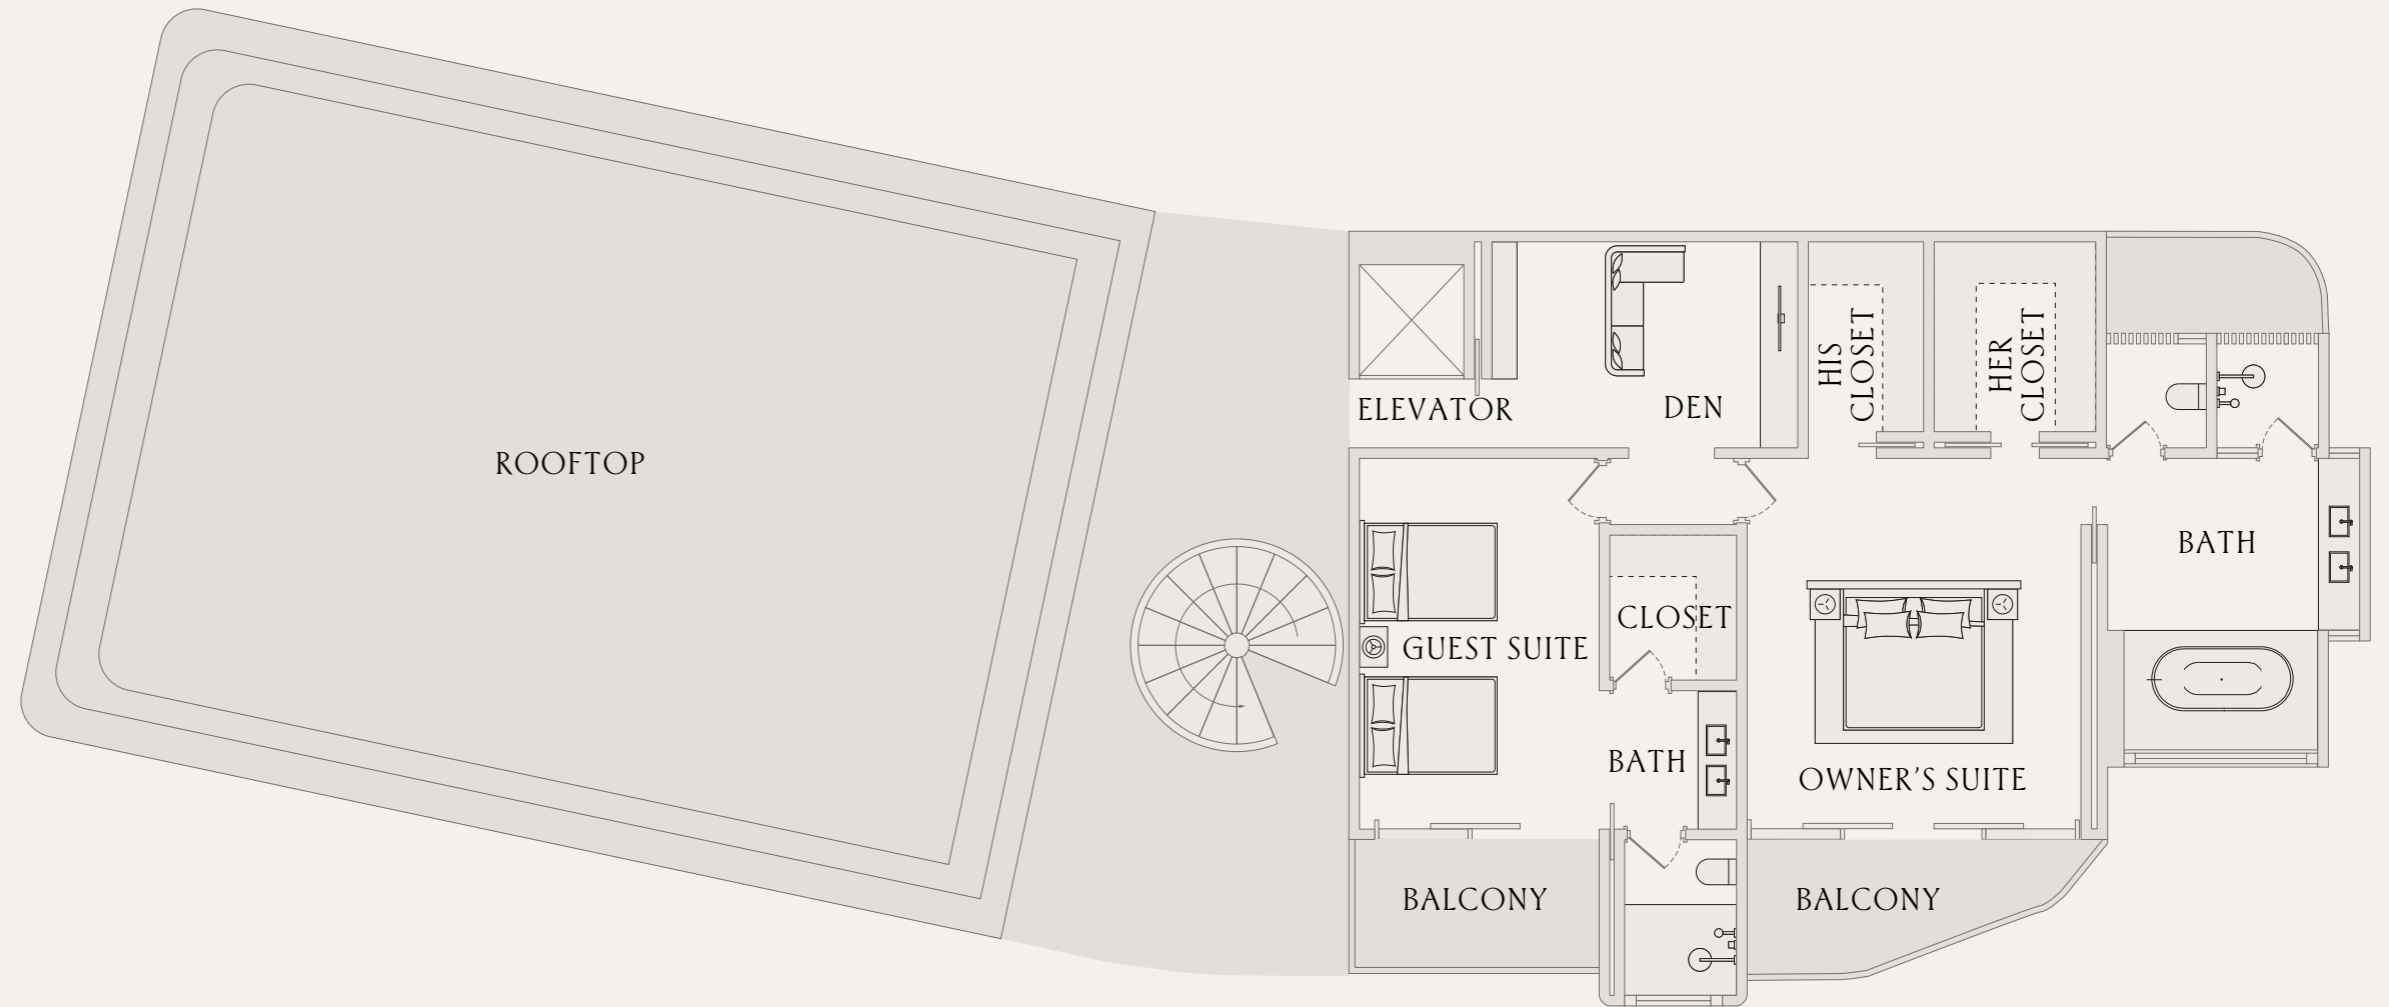 ROOFTOP
ELEVATOR
DEN
HIS
CLOSET
HER
CLOSET
BATH
CLOSET
GUEST SUITE
BATH
OWNER'S SUITE
BALCONY
BALCONY